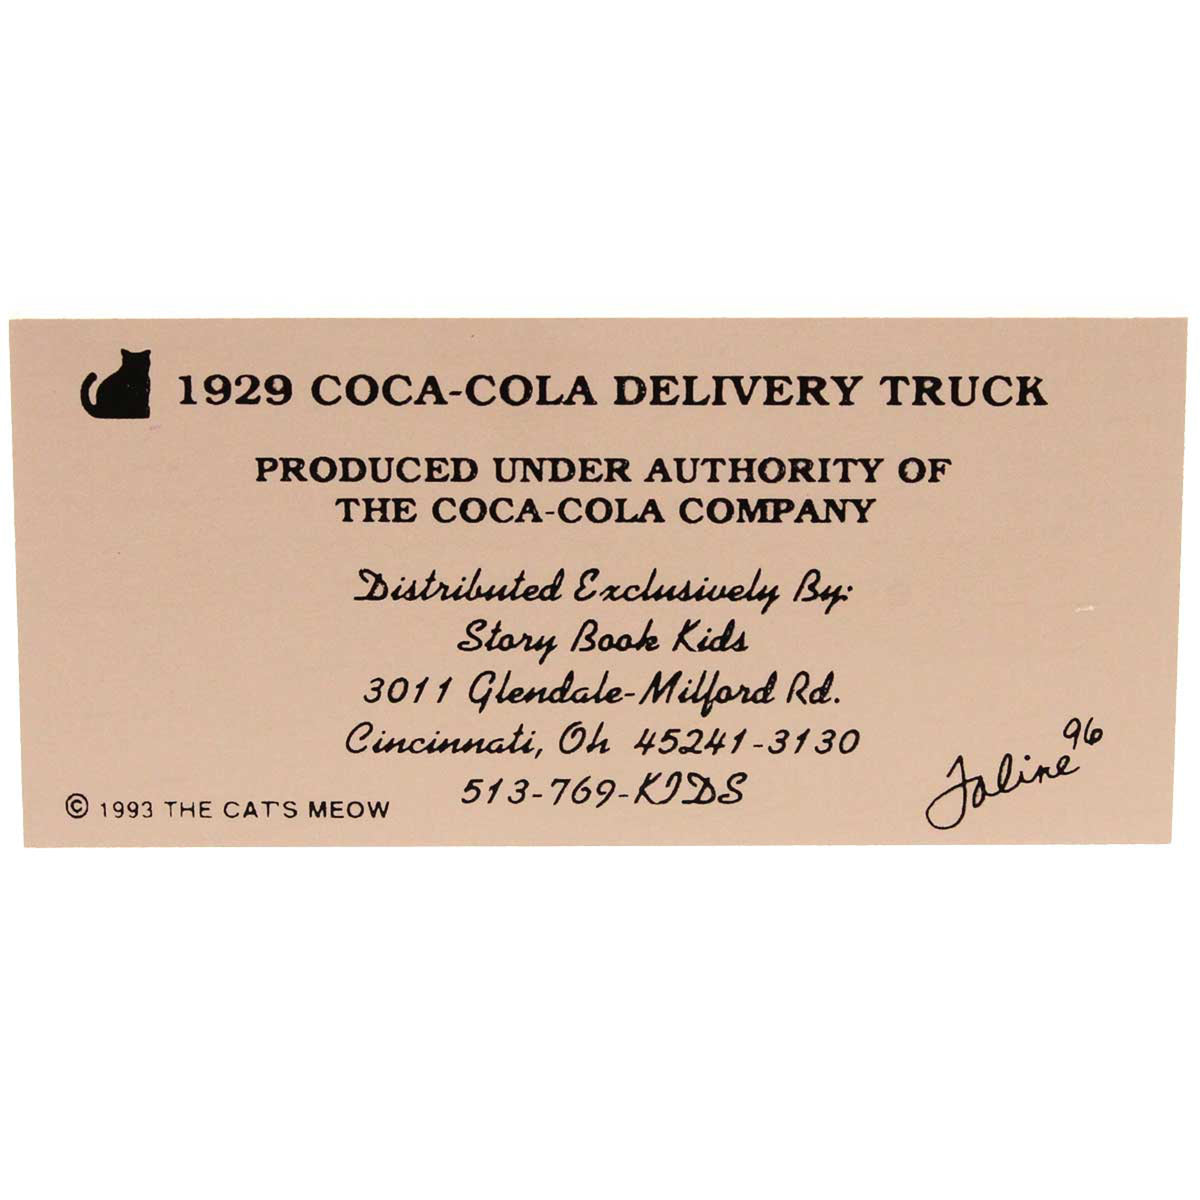 1929 COCA-COLA DELIVERY TRUCK
PRODUCED UNDER AUTHORITY OF
THE COCA-COLA COMPANY
Distributed Exclusively By:
Story Book Kids
3011 Glendale-Milford Rd.
Cincinnati, Oh 45241-3130
513-769-KIDS
© 1993 THE CAT'S MEOW
Faline 96